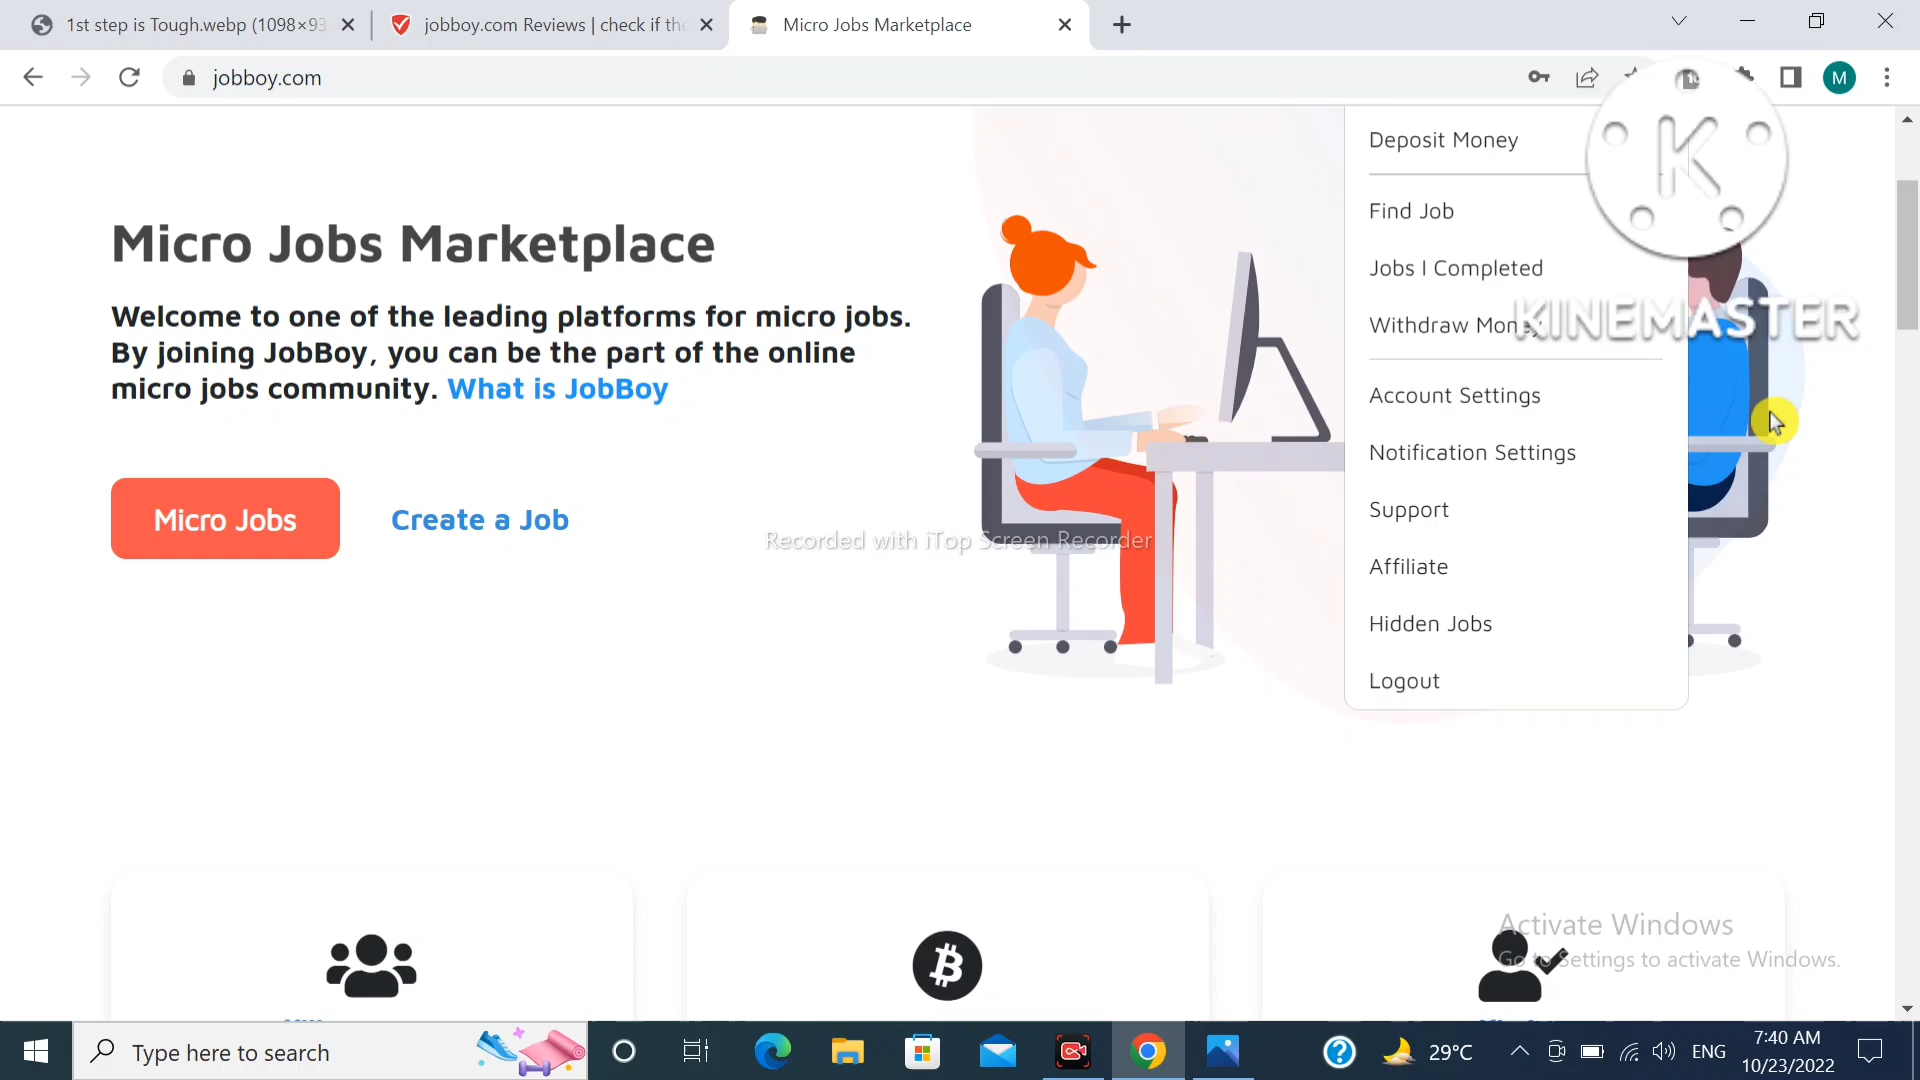 1st step is Tough.webp (1098×93
jobboy.com Reviews | check if the
Micro Jobs Marketplace
jobboy.com
M
Deposit Money
Find Job
Jobs I Completed
Withdraw Money
Account Settings
Notification Settings
Support
Affiliate
Hidden Jobs
Logout
K
KINEMASTER
Micro Jobs Marketplace
Welcome to one of the leading platforms for micro jobs.
By joining JobBoy, you can be the part of the online
micro jobs community. What is JobBoy
Micro Jobs
Create a Job
Recorded with iTop Screen Recorder
Activate Windows
Go to Settings to activate Windows.
Type here to search
29°C
ENG
7:40 AM
10/23/2022